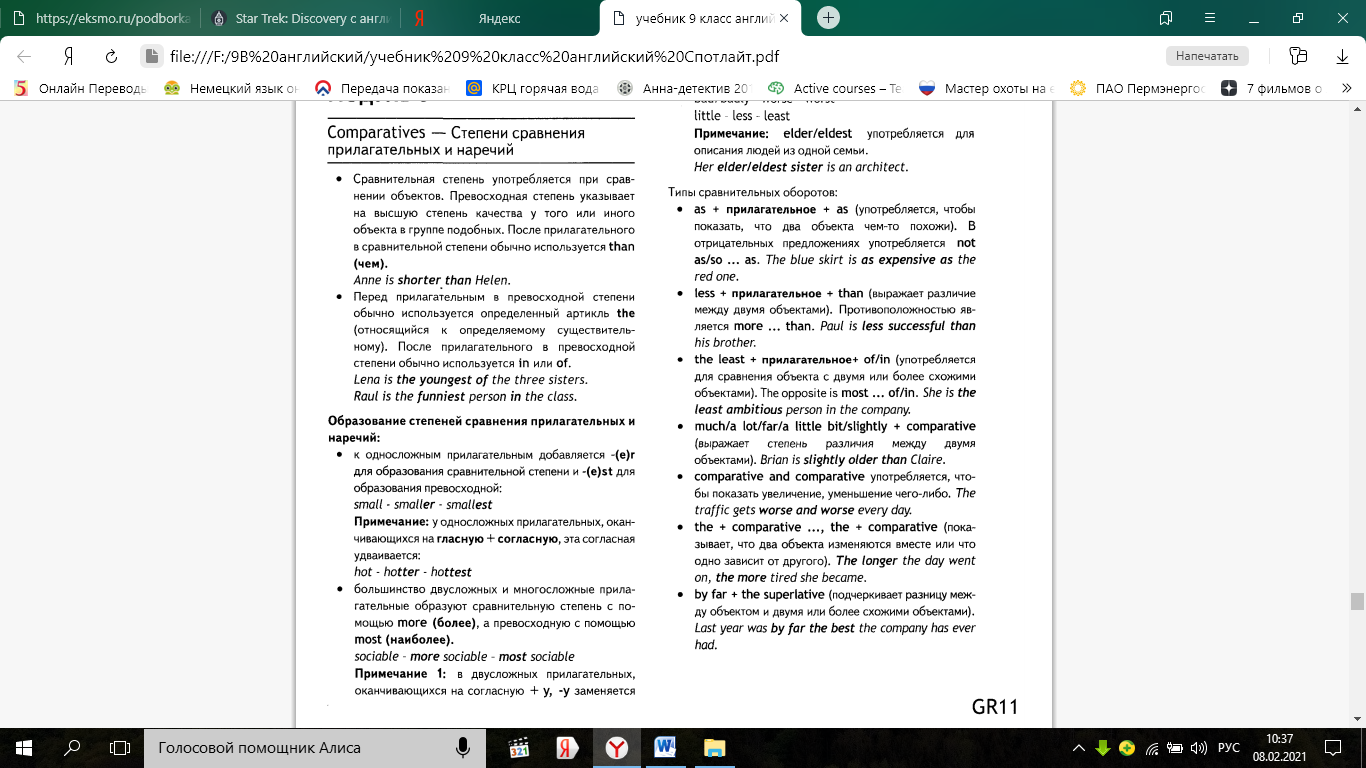 https://eksmo.ru/podborka
Star Trek: Discovery с англи
Я
Яндекс
учебник 9 класс англий
Я
file:///F:/9B%20английский/учебник%209%20класс%20английский%20Спотлайт.pdf
Напечатать
Онлайн Переводч
Немецкий язык он
Передача показан
КРЦ горячая вода
Анна-детектив 20
Active courses – Te
Мастер охоты на е
ПАО Пермэнергос
7 фильмов о
Comparatives — Степени сравнения
прилагательных и наречий
• Сравнительная степень употребляется при срав-
нении объектов. Превосходная степень указывает
на высшую степень качества у того или иного
объекта в группе подобных. После прилагательного
в сравнительной степени обычно используется than
(чем).
Anne is shorter than Helen.
• Перед прилагательным в превосходной степени
обычно используется определенный артикль the
(относящийся к определяемому существитель-
ному). После прилагательного в превосходной
степени обычно используется in или of.
Lena is the youngest of the three sisters.
Raul is the funniest person in the class.
Образование степеней сравнения прилагательных и
наречий:
• к односложным прилагательным добавляется -(e)r
для образования сравнительной степени и -(e)st для
образования превосходной:
small - smaller - smallest
Примечание: у односложных прилагательных, окан-
чивающихся на гласную + согласную, эта согласная
удваивается:
hot - hotter - hottest
• большинство двусложных и многосложные прила-
гательные образуют сравнительную степень с по-
мощью more (более), а превосходную с помощью
most (наиболее).
sociable - more sociable - most sociable
Примечание 1: в двусложных прилагательных,
оканчивающихся на согласную + y, -y заменяется
bad/badly - worse - worst
little - less - least
Примечание: elder/eldest употребляется для
описания людей из одной семьи.
Her elder/eldest sister is an architect.
Типы сравнительных оборотов:
• as + прилагательное + as (употребляется, чтобы
показать, что два объекта чем-то похожи). В
отрицательных предложениях употребляется not
as/so ... as. The blue skirt is as expensive as the
red one.
• less + прилагательное + than (выражает различие
между двумя объектами). Противоположностью яв-
ляется more ... than. Paul is less successful than
his brother.
• the least + прилагательное+ of/in (употребляется
для сравнения объекта с двумя или более схожими
объектами). The opposite is most ... of/in. She is the
least ambitious person in the company.
• much/a lot/far/a little bit/slightly + comparative
(выражает степень различия между двумя
объектами). Brian is slightly older than Claire.
• comparative and comparative употребляется, что-
бы показать увеличение, уменьшение чего-либо. The
traffic gets worse and worse every day.
• the + comparative ..., the + comparative (пока-
зывает, что два объекта изменяются вместе или что
одно зависит от другого). The longer the day went
on, the more tired she became.
• by far + the superlative (подчеркивает разницу меж-
ду объектом и двумя или более схожими объектами).
Last year was by far the best the company has ever
had.
GR11
Голосовой помощник Алиса
321
РУС
10:37
08.02.2021